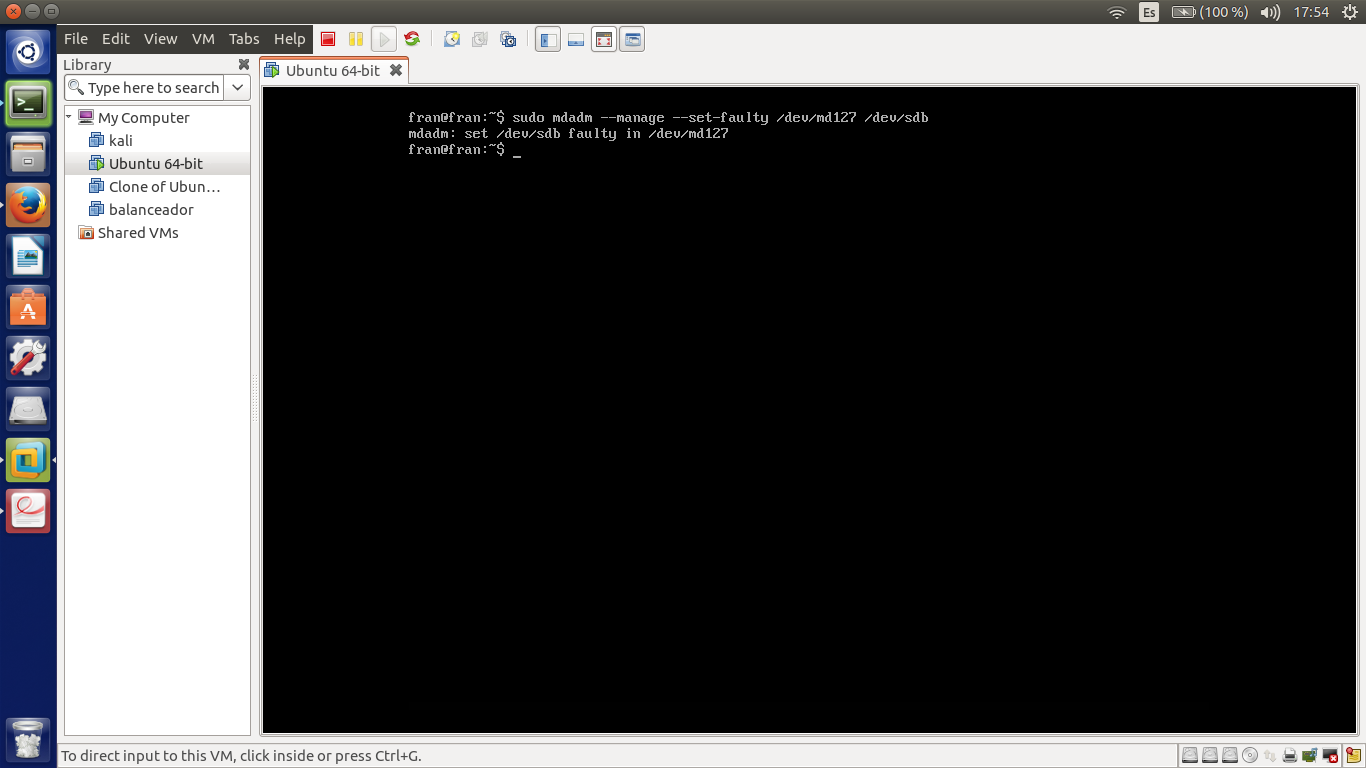 Es (100 %) 17:54
File Edit View VM Tabs Help
Library
Type here to search
My Computer
kali
Ubuntu 64-bit
Clone of Ubun…
balanceador
Shared VMs
Ubuntu 64-bit
fran@fran:~$ sudo mdadm --manage --set-faulty /dev/md127 /dev/sdb
mdadm: set /dev/sdb faulty in /dev/md127
fran@fran:~$ _
To direct input to this VM, click inside or press Ctrl+G.